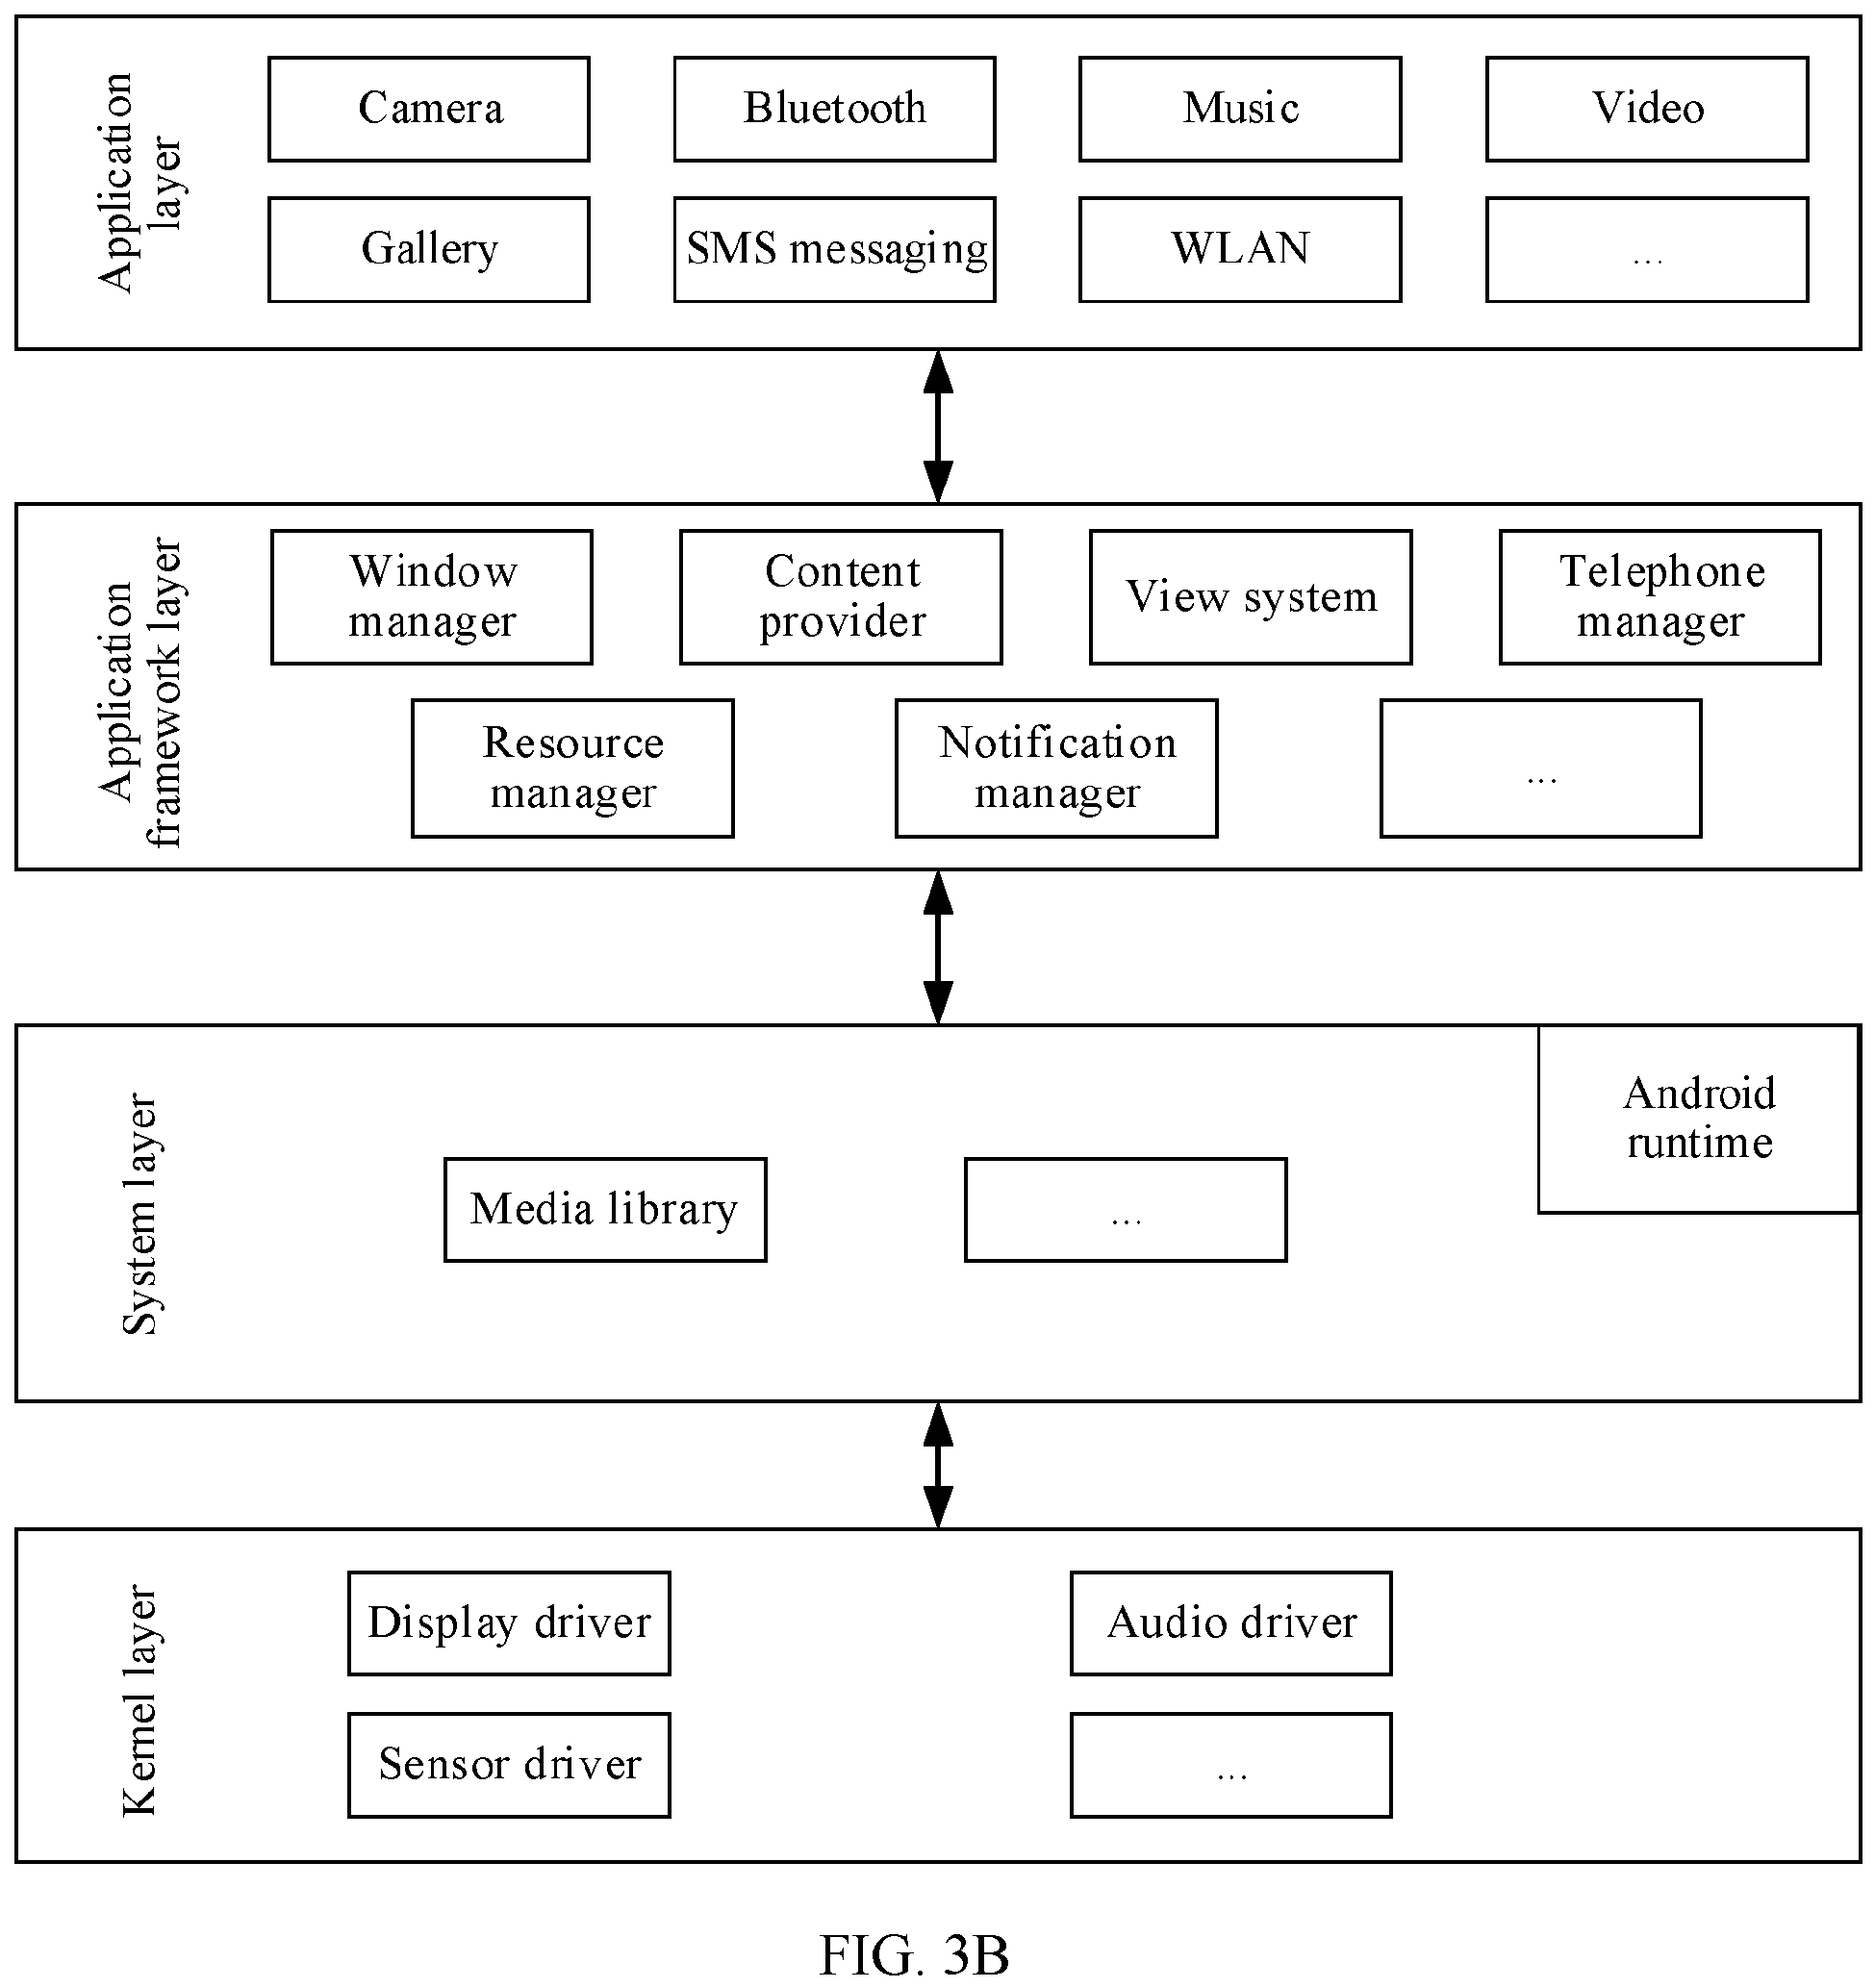 Application
layer
Camera
Bluetooth
Music
Video
Gallery
SMS messaging
WLAN
...
Application
framework layer
Window
manager
Content
provider
View system
Telephone
manager
Resource
manager
Notification
manager
...
System layer
Media library
...
Android
runtime
Kernel layer
Display driver
Audio driver
Sensor driver
...
FIG. 3B